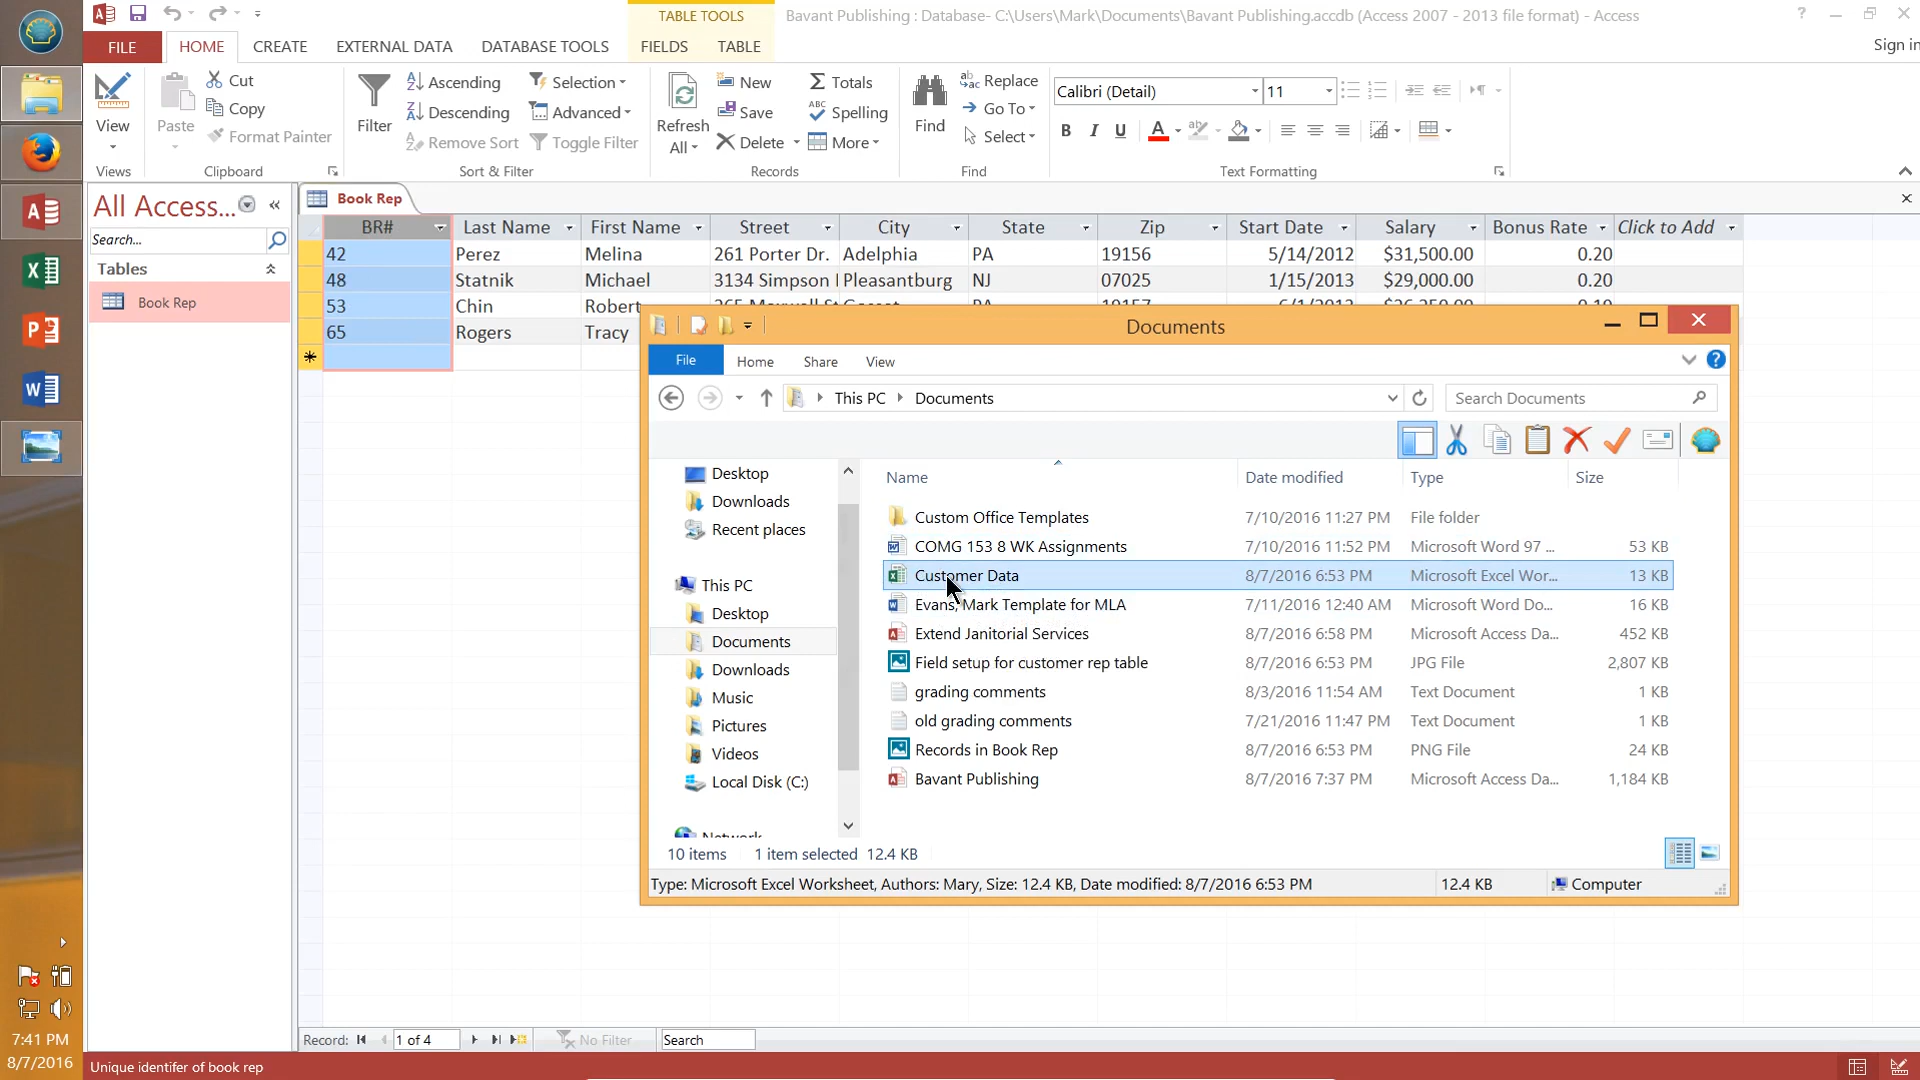 TABLE TOOLS
Bavant Publishing : Database- C:\Users\Mark\Documents\Bavant Publishing.accdb (Access 2007 - 2013 file format) - Access
?
FILE HOME CREATE EXTERNAL DATA DATABASE TOOLS FIELDS TABLE
Sign in
View
Views
Paste
Cut
Copy
Format Painter
Clipboard
Filter
Ascending
Descending
Remove Sort
Selection
Advanced
Toggle Filter
Sort & Filter
Refresh
All
New
Save
Delete
Totals
Spelling
More
Records
Find
Replace
Go To
Select
Find
Calibri (Detail) 11
B I U A
Text Formatting
All Access...
Search...
Tables
Book Rep
Book Rep
BR# Last Name First Name Street City State Zip Start Date Salary Bonus Rate Click to Add
42 Perez Melina 261 Porter Dr. Adelphia PA 19156 5/14/2012 $31,500.00 0.20
48 Statnik Michael 3134 Simpson Pleasantburg NJ 07025 1/15/2013 $29,000.00 0.20
53 Chin Robert
65 Rogers Tracy
Documents
File Home Share View
This PC Documents
Search Documents
Desktop
Downloads
Recent places
This PC
Desktop
Documents
Downloads
Music
Pictures
Videos
Local Disk (C:)
Network
Name Date modified Type Size
Custom Office Templates 7/10/2016 11:27 PM File folder
COMG 153 8 WK Assignments 7/10/2016 11:52 PM Microsoft Word 97 ... 53 KB
Customer Data 8/7/2016 6:53 PM Microsoft Excel Wor... 13 KB
Evans, Mark Template for MLA 7/11/2016 12:40 AM Microsoft Word Do... 16 KB
Extend Janitorial Services 8/7/2016 6:58 PM Microsoft Access Da... 452 KB
Field setup for customer rep table 8/7/2016 6:53 PM JPG File 2,807 KB
grading comments 8/3/2016 11:54 AM Text Document 1 KB
old grading comments 7/21/2016 11:47 PM Text Document 1 KB
Records in Book Rep 8/7/2016 6:53 PM PNG File 24 KB
Bavant Publishing 8/7/2016 7:37 PM Microsoft Access Da... 1,184 KB
10 items 1 item selected 12.4 KB
Type: Microsoft Excel Worksheet, Authors: Mary, Size: 12.4 KB, Date modified: 8/7/2016 6:53 PM 12.4 KB Computer
Record: 1 of 4 No Filter Search
7:41 PM
8/7/2016
Unique identifer of book rep